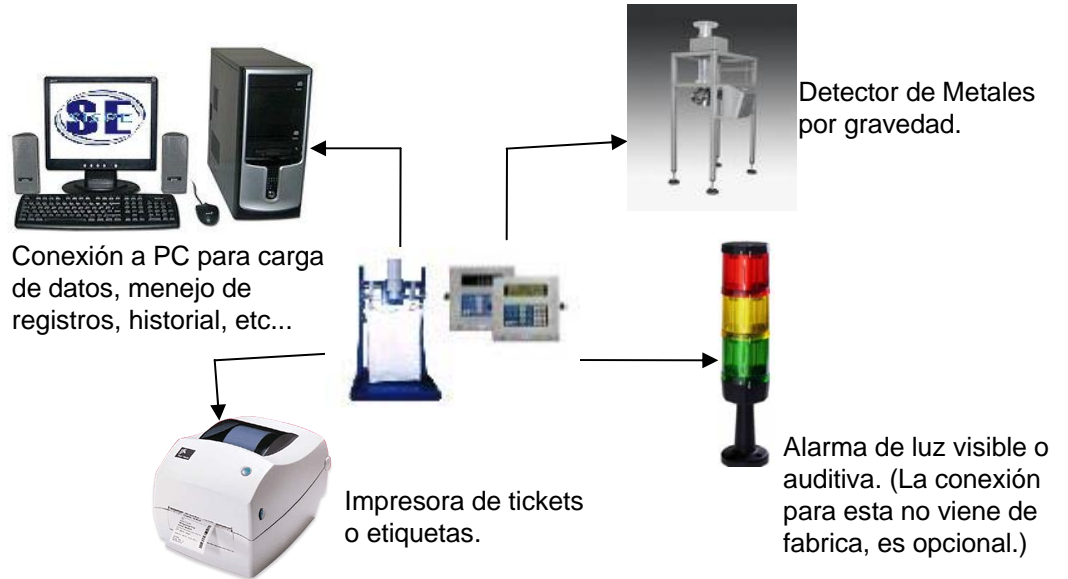 Detector de Metales
por gravedad.
SE
Conexión a PC para carga
de datos, menejo de
registros, historial, etc...
Impresora de tickets
o etiquetas.
Alarma de luz visible o
auditiva. (La conexión
para esta no viene de
fabrica, es opcional.)